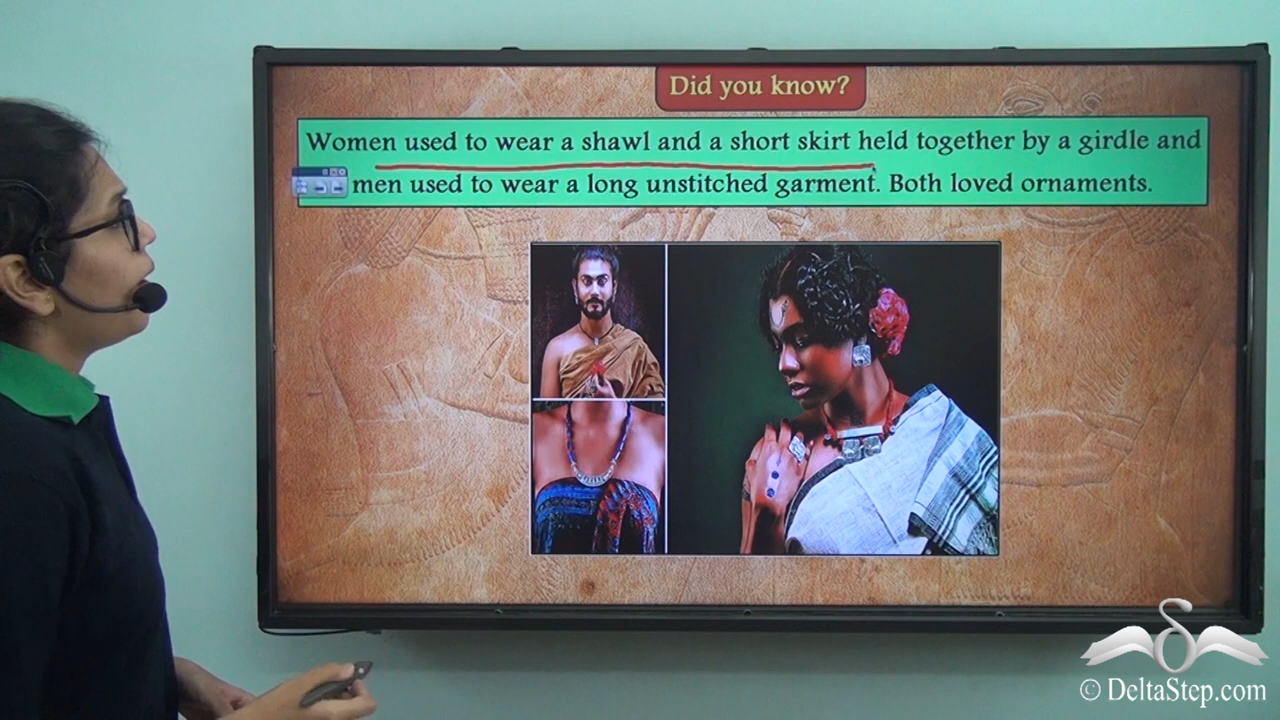 Did you know?
Women used to wear a shawl and a short skirt held together by a girdle and
men used to wear a long unstitched garment. Both loved ornaments.
© DeltaStep.com